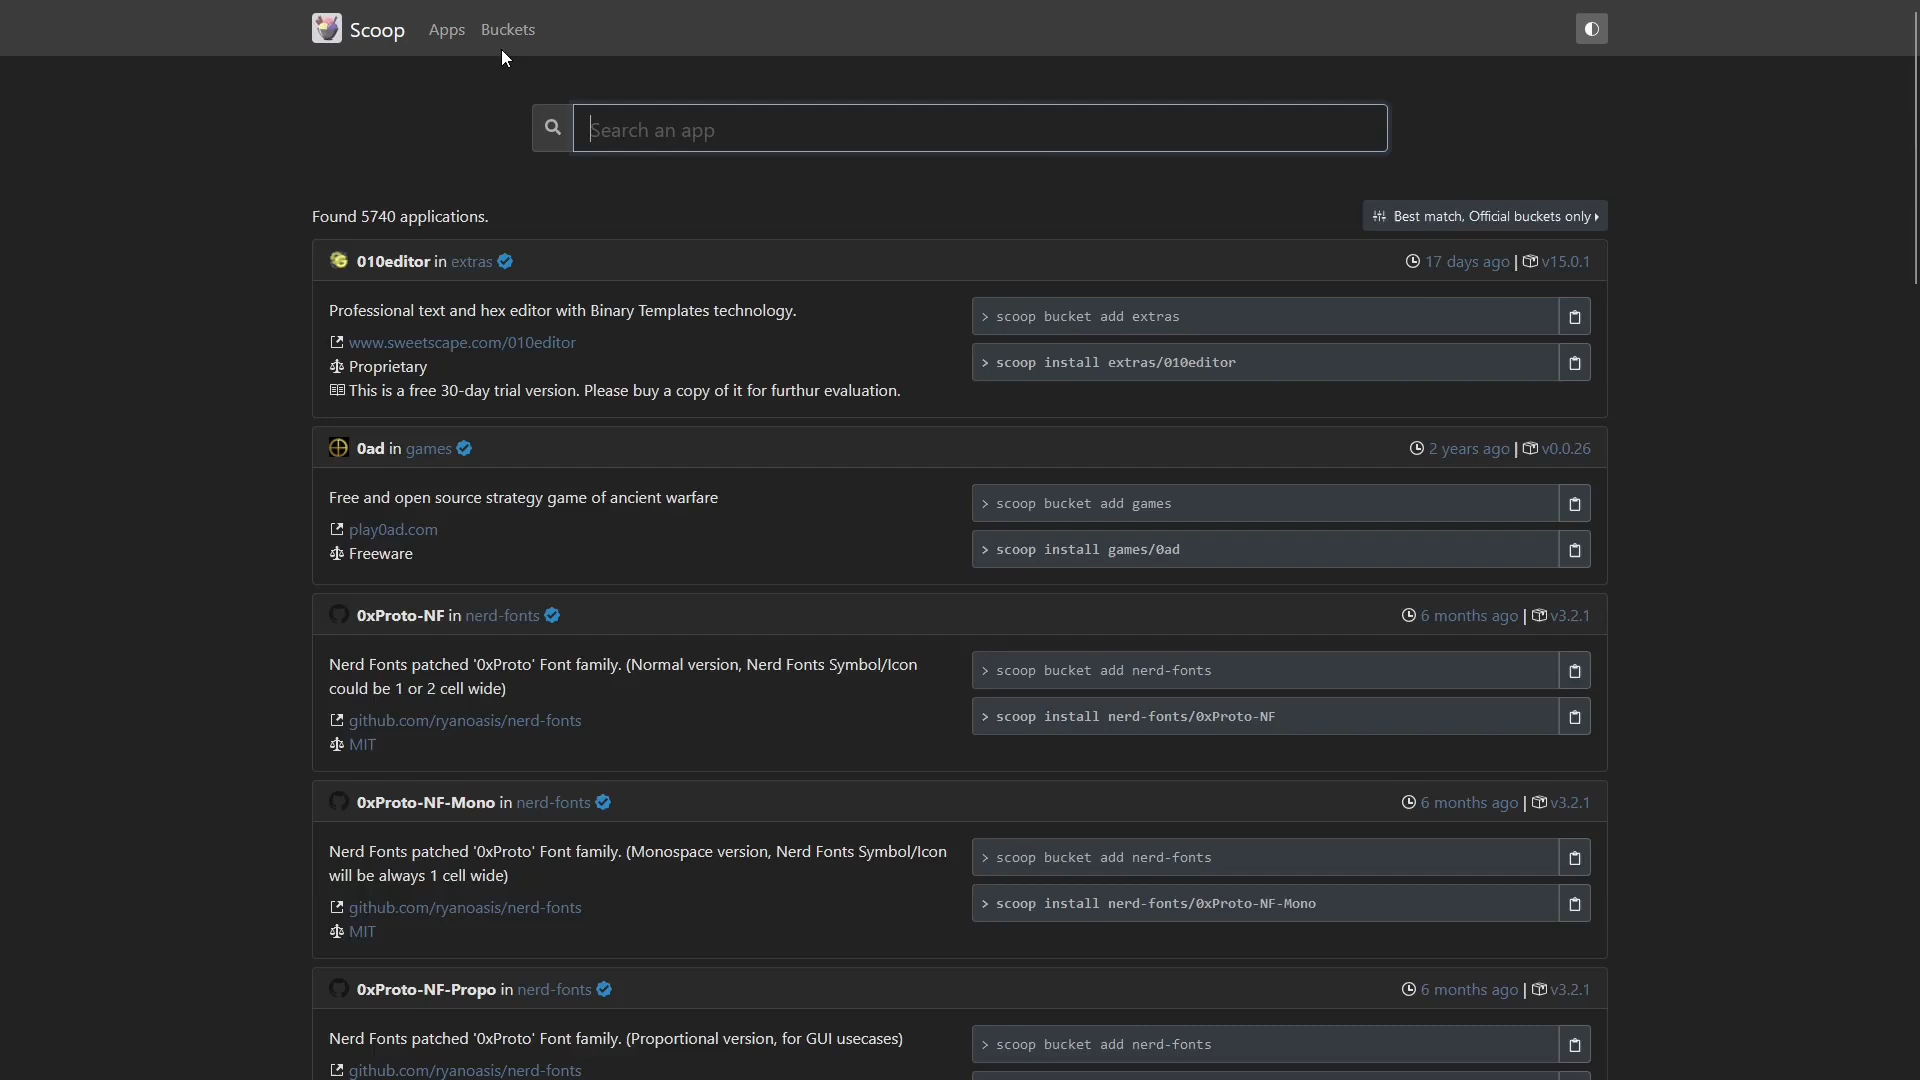 Scoop Apps Buckets
Search an app
Found 5740 applications.
Best match, Official buckets only
010editor in extras
17 days ago | v15.0.1
Professional text and hex editor with Binary Templates technology.
www.sweetscape.com/010editor
Proprietary
This is a free 30-day trial version. Please buy a copy of it for furthur evaluation.
> scoop bucket add extras
> scoop install extras/010editor
0ad in games
2 years ago | v0.0.26
Free and open source strategy game of ancient warfare
play0ad.com
Freeware
> scoop bucket add games
> scoop install games/0ad
0xProto-NF in nerd-fonts
6 months ago | v3.2.1
Nerd Fonts patched '0xProto' Font family. (Normal version, Nerd Fonts Symbol/Icon
could be 1 or 2 cell wide)
github.com/ryanoasis/nerd-fonts
MIT
> scoop bucket add nerd-fonts
> scoop install nerd-fonts/0xProto-NF
0xProto-NF-Mono in nerd-fonts
6 months ago | v3.2.1
Nerd Fonts patched '0xProto' Font family. (Monospace version, Nerd Fonts Symbol/Icon
will be always 1 cell wide)
github.com/ryanoasis/nerd-fonts
MIT
> scoop bucket add nerd-fonts
> scoop install nerd-fonts/0xProto-NF-Mono
0xProto-NF-Propo in nerd-fonts
6 months ago | v3.2.1
Nerd Fonts patched '0xProto' Font family. (Proportional version, for GUI usecases)
github.com/ryanoasis/nerd-fonts
> scoop bucket add nerd-fonts